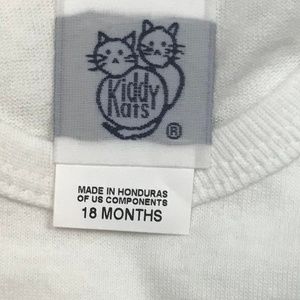 Kiddy
Kats
®
MADE IN HONDURAS
OF US COMPONENTS
18 MONTHS